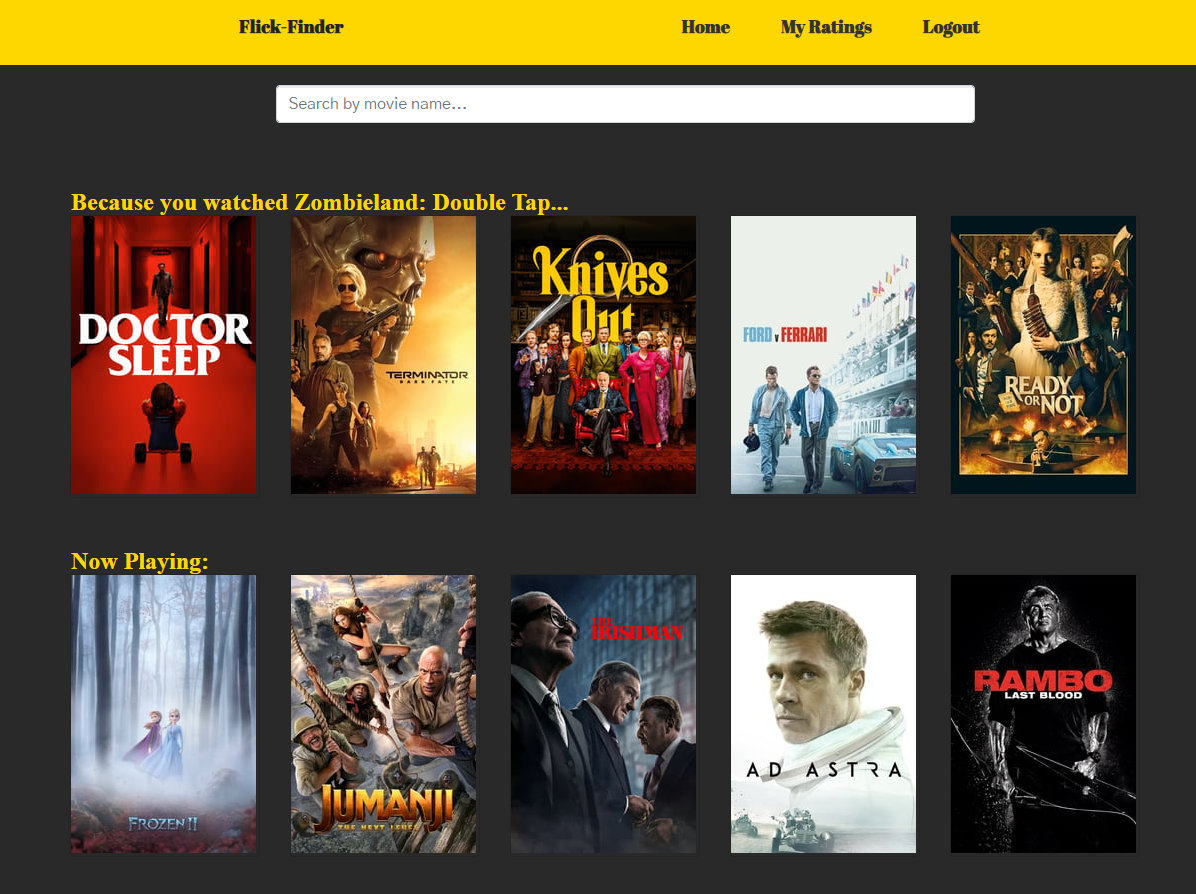 Flick-Finder Home My Ratings Logout
Search by movie name...
Because you watched Zombieland: Double Tap...
DOCTOR
SLEEP
TERMINATOR
DARK FATE
Knives
Out
FORD v FERRARI
READY
OR NOT
Now Playing:
FROZEN II
JUMANJI
THE NEXT LEVEL
THE
IRISHMAN
AD ASTRA
RAMBO
LAST BLOOD